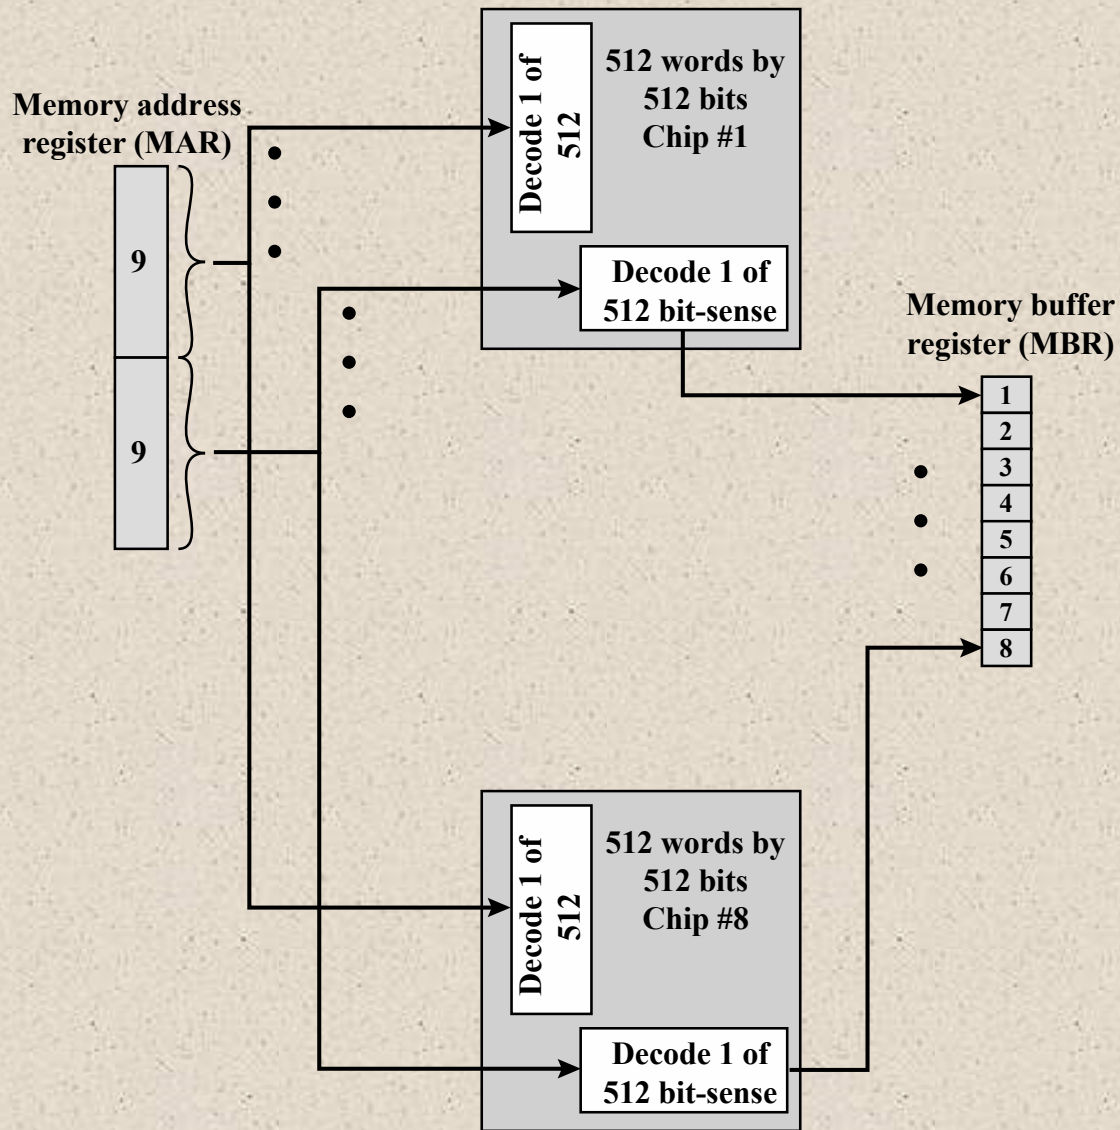 Memory address
register (MAR)
9
9
Decode 1 of
512
512 words by
512 bits
Chip #1
Decode 1 of
512 bit-sense
Memory buffer
register (MBR)
1
2
3
4
5
6
7
8
Decode 1 of
512
512 words by
512 bits
Chip #8
Decode 1 of
512 bit-sense